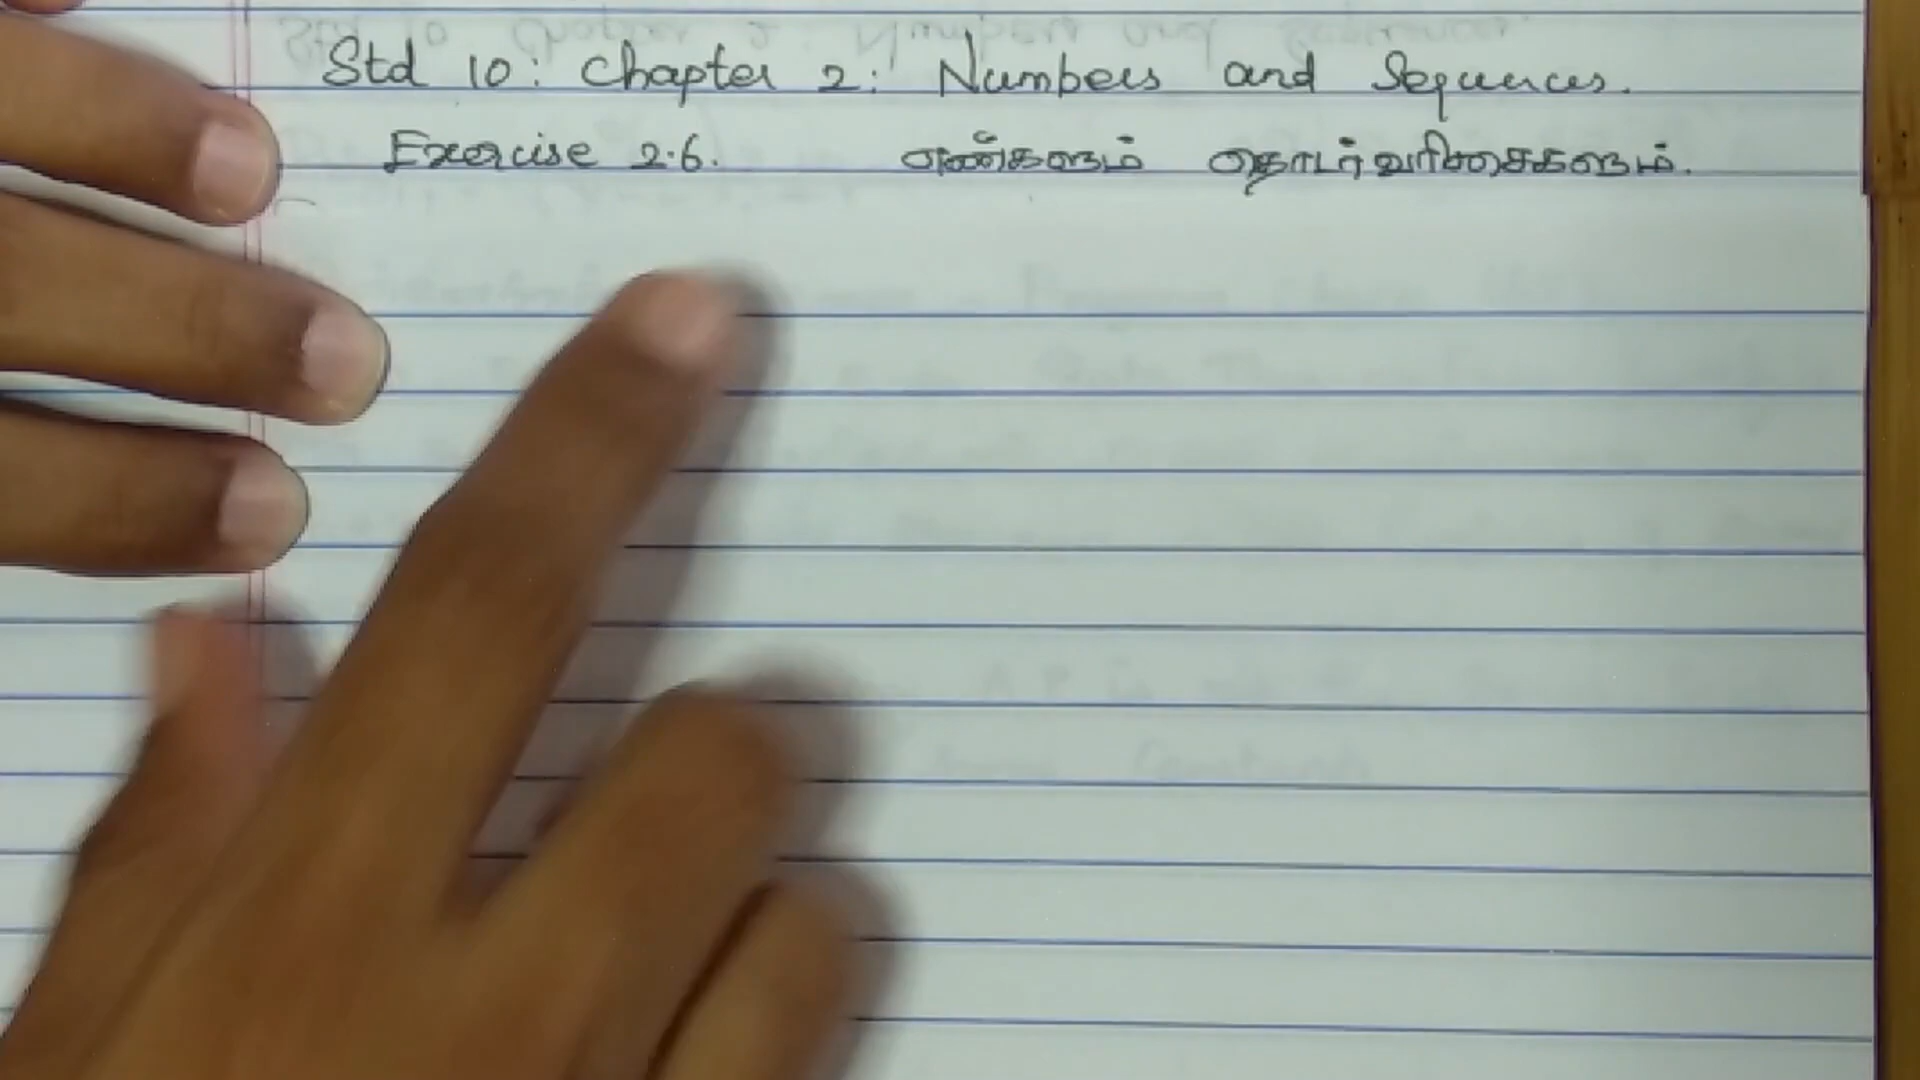 Std 10: Chapter 2: Numbers and Sequences.
Exercise 2.6. எண்களும் தொடர்வரிசைகளும்.